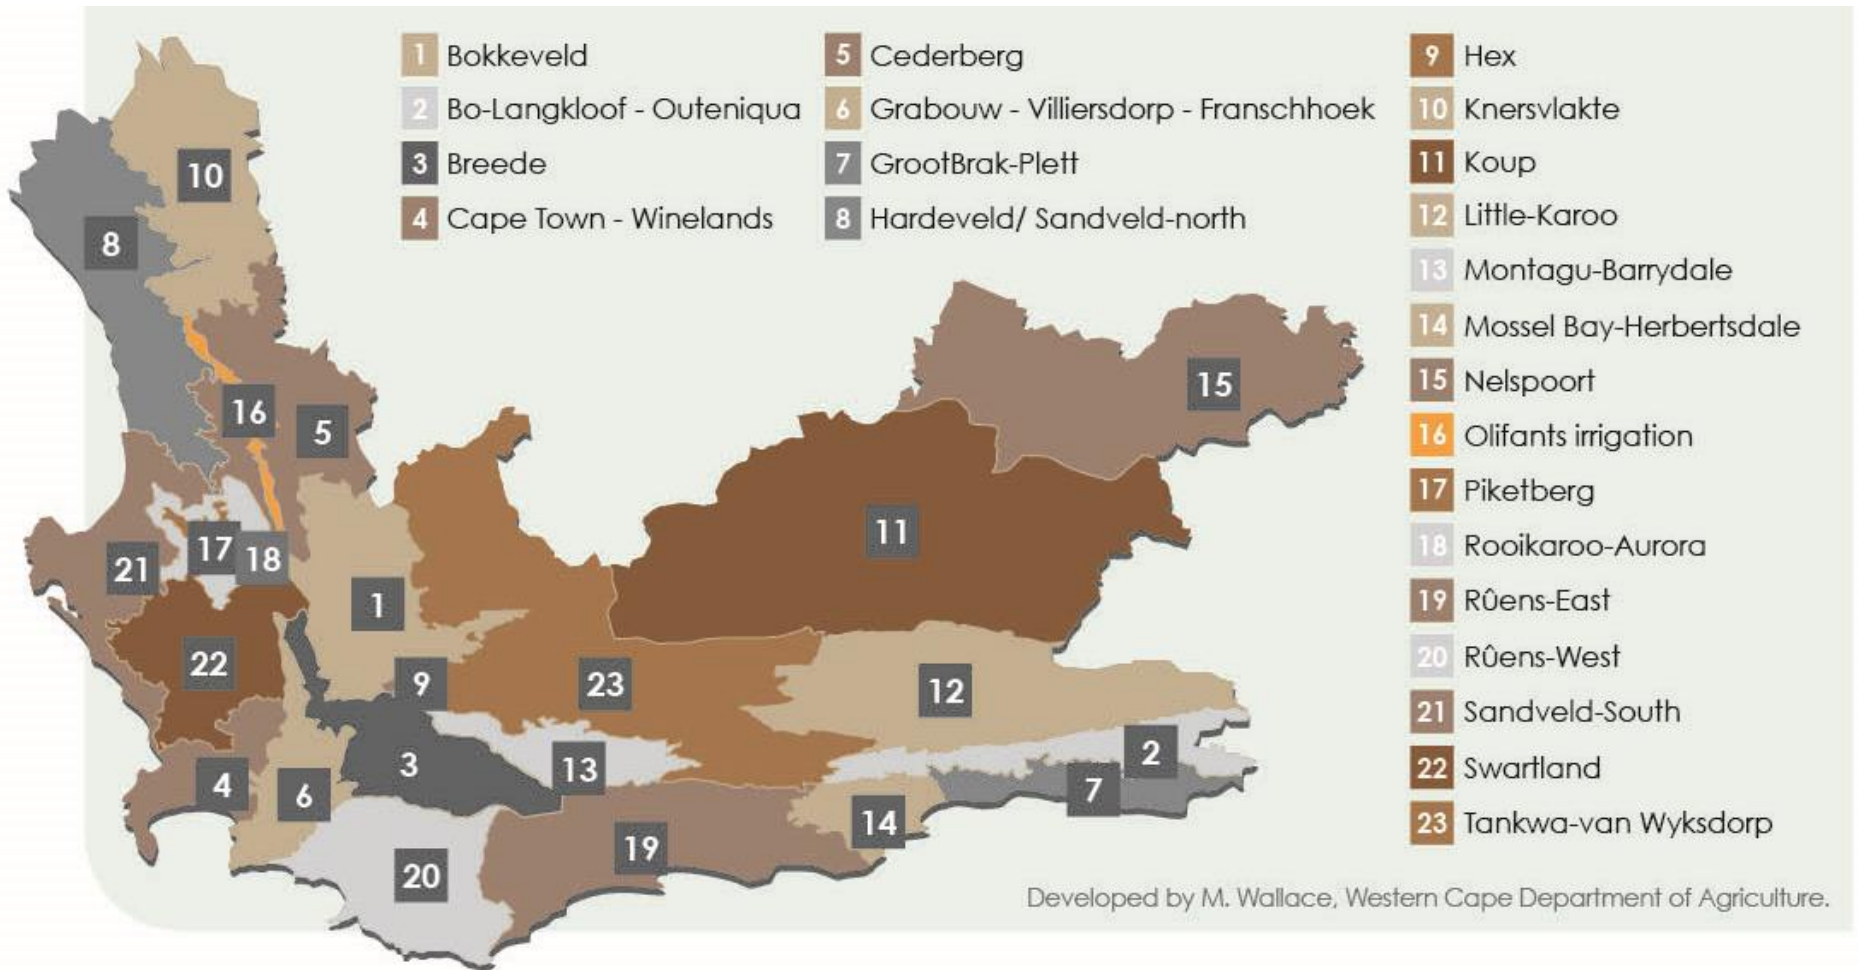 1 Bokkeveld
2 Bo-Langkloof - Outeniqua
3 Breede
4 Cape Town - Winelands
5 Cederberg
6 Grabouw - Villiersdorp - Franschhoek
7 GrootBrak-Plett
8 Hardeveld/ Sandveld-north
9 Hex
10 Knersvlakte
11 Koup
12 Little-Karoo
13 Montagu-Barrydale
14 Mossel Bay-Herbertsdale
15 Nelspoort
16 Olifants irrigation
17 Piketberg
18 Rooikaroo-Aurora
19 Rûens-East
20 Rûens-West
21 Sandveld-South
22 Swartland
23 Tankwa-van Wyksdorp
10
8
15
16
5
11
17
18
21
1
22
9
23
12
2
3
13
4
6
7
14
19
20
Developed by M. Wallace, Western Cape Department of Agriculture.